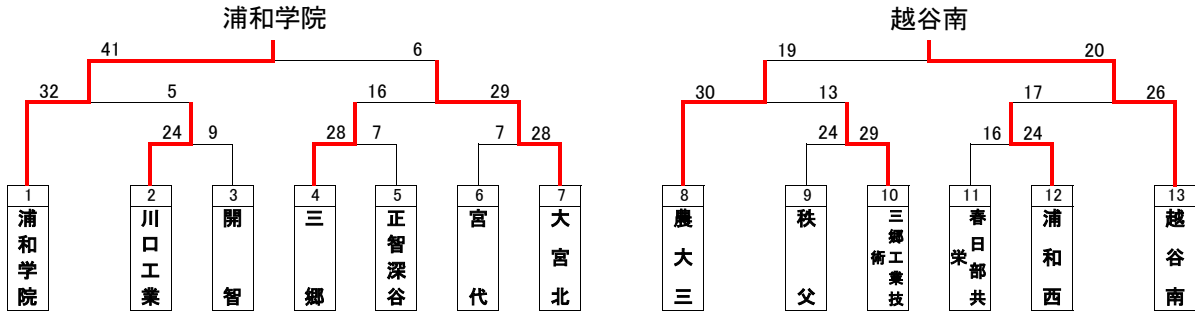 浦和学院 越谷南
41 6 19 20
32 5 16 29 30 13 17 26
24 9 28 7 7 28 24 29 16 24
1 2 3 4 5 6 7 8 9 10 11 12 13
浦和学院
川口工業
開智
三郷
正智深谷
宮代
大宮北
農大三
秩父
三郷工業技術
春日部共栄
浦和西
越谷南